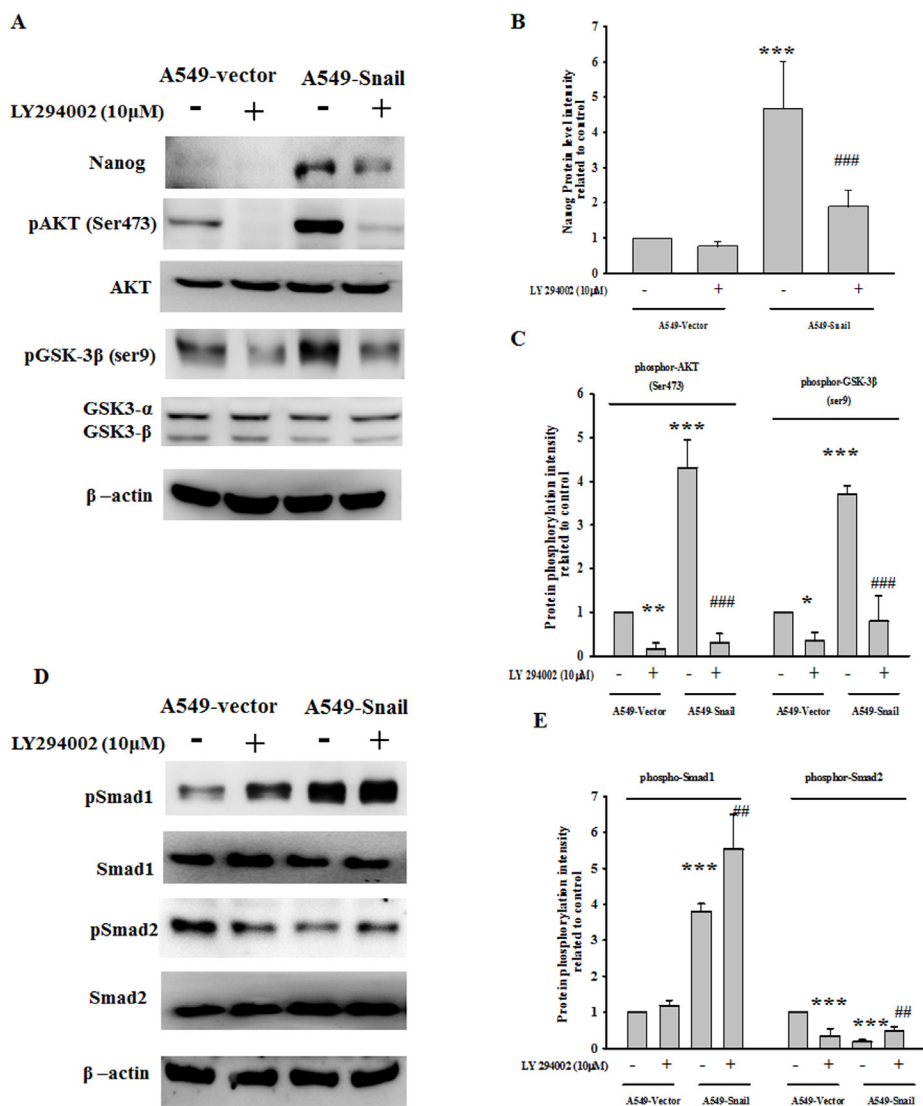 A
A549-vector A549-Snail
LY294002 (10μM) - + - +
Nanog
pAKT (Ser473)
AKT
pGSK-3β (ser9)
GSK3-α
GSK3-β
β –actin
B
Nanog Protein level intensity
related to control
7
6
5
4
3
2
1
0
***
###
LY 294002 (10μM) - + - +
A549-Vector A549-Snail
C
phosphor-AKT
(Ser473)
phosphor-GSK-3β
(ser9)
Protein phosphorylation intensity
related to control
6
5
4
3
2
1
0
** *** ### * *** ###
LY 294002 (10μM) - + - + - + - +
A549-Vector A549-Snail A549-Vector A549-Snail
D
A549-vector A549-Snail
LY294002 (10μM) - + - +
pSmad1
Smad1
pSmad2
Smad2
β –actin
E
phospho-Smad1 phosphor-Smad2
Protein phosphorylation intensity
related to control
7
6
5
4
3
2
1
0
*** ## *** *** ##
LY 294002 (10μM) - + - + - + - +
A549-Vector A549-Snail A549-Vector A549-Snail